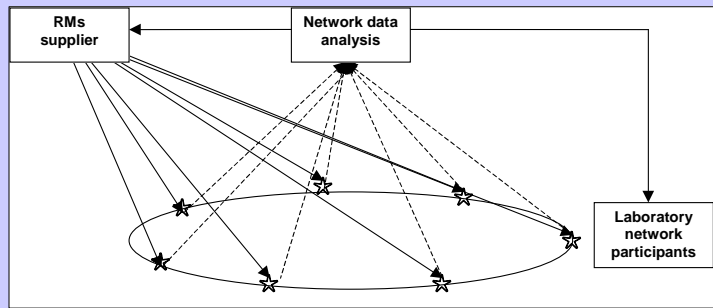 RMs
supplier
Network data
analysis
Laboratory
network
participants